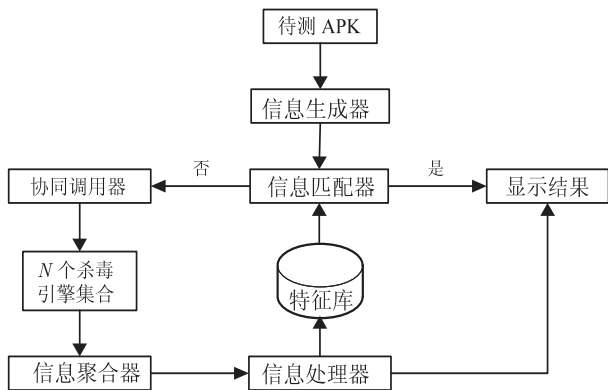 待测 APK
信息生成器
否
是
协同调用器
信息匹配器
显示结果
N 个杀毒
引擎集合
特征库
信息聚合器
信息处理器